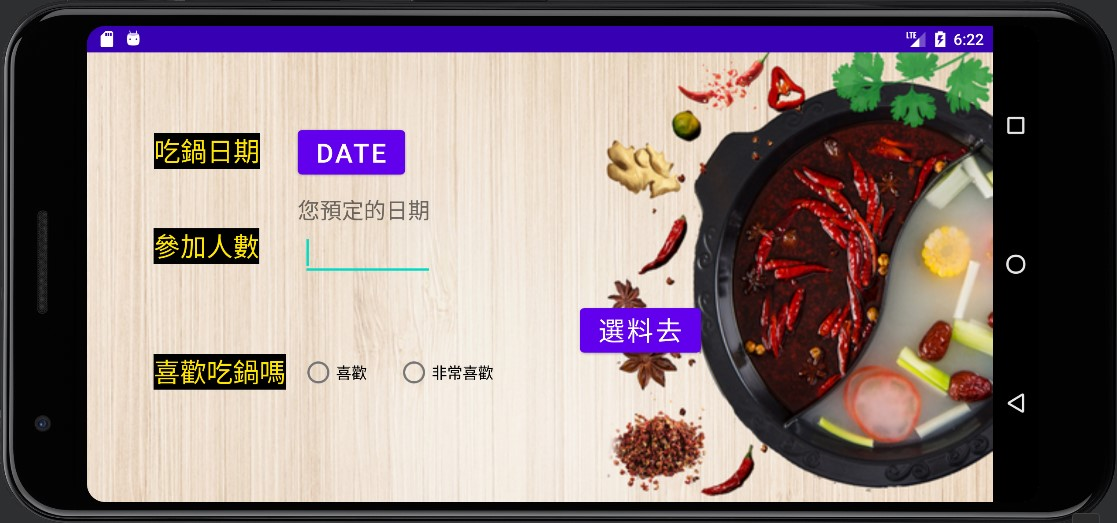 LTE 6:22
吃鍋日期 DATE
您預定的日期
參加人數
選料去
喜歡吃鍋嗎 喜歡 非常喜歡